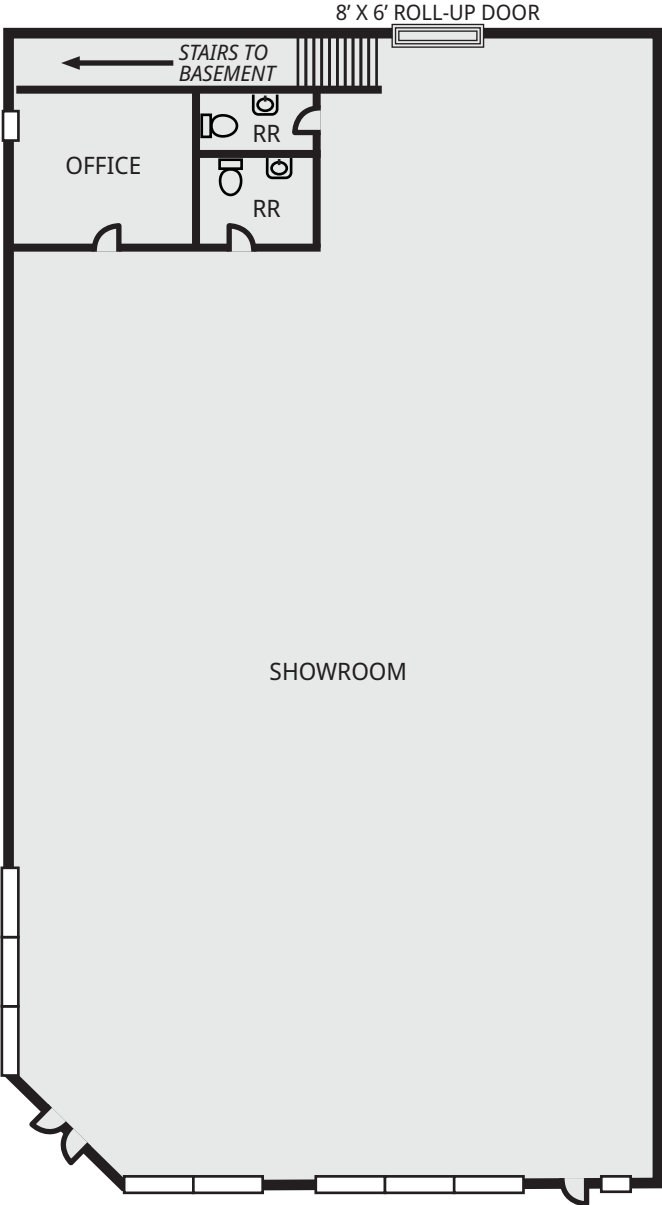 8’ X 6’ ROLL-UP DOOR
STAIRS TO
BASEMENT
RR
OFFICE
RR
SHOWROOM